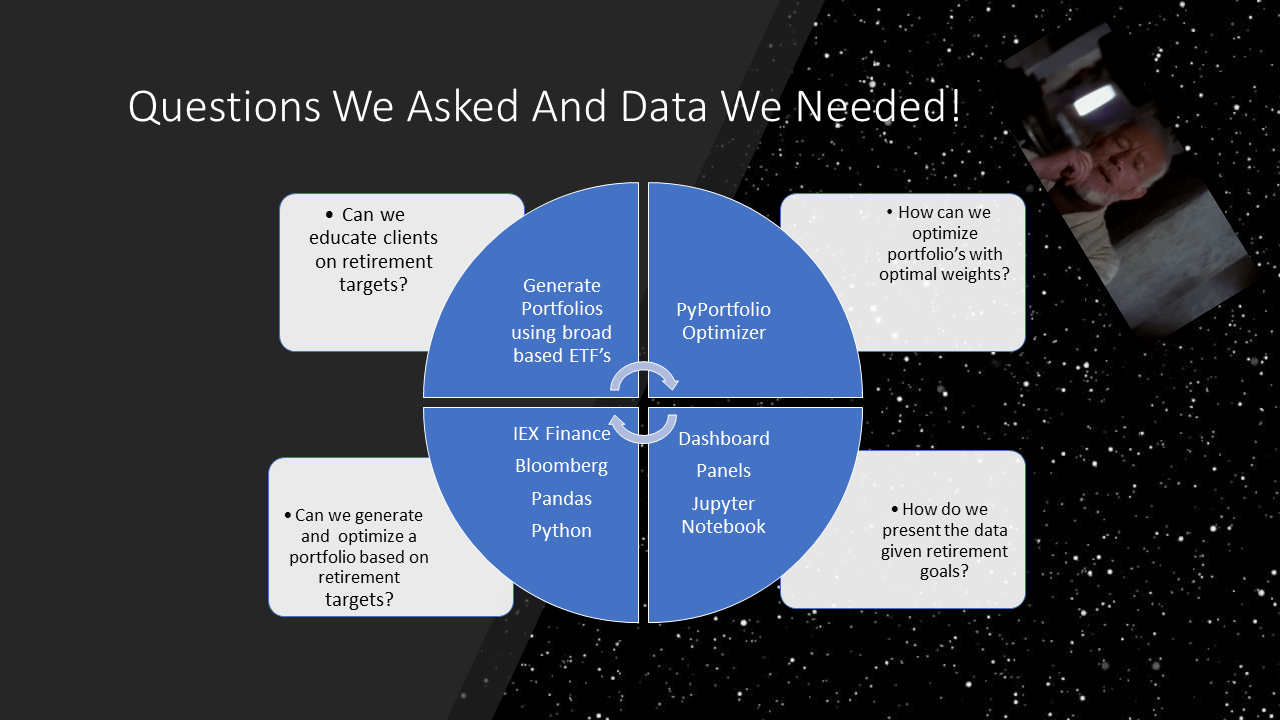 Questions We Asked And Data We Needed!
• Can we
educate clients
on retirement
targets?
Generate
Portfolios
using broad
based ETF’s
PyPortfolio
Optimizer
• How can we
optimize
portfolio’s with
optimal weights?
• Can we generate
and optimize a
portfolio based on
retirement
targets?
IEX Finance
Bloomberg
Pandas
Python
Dashboard
Panels
Jupyter
Notebook
• How do we
present the data
given retirement
goals?